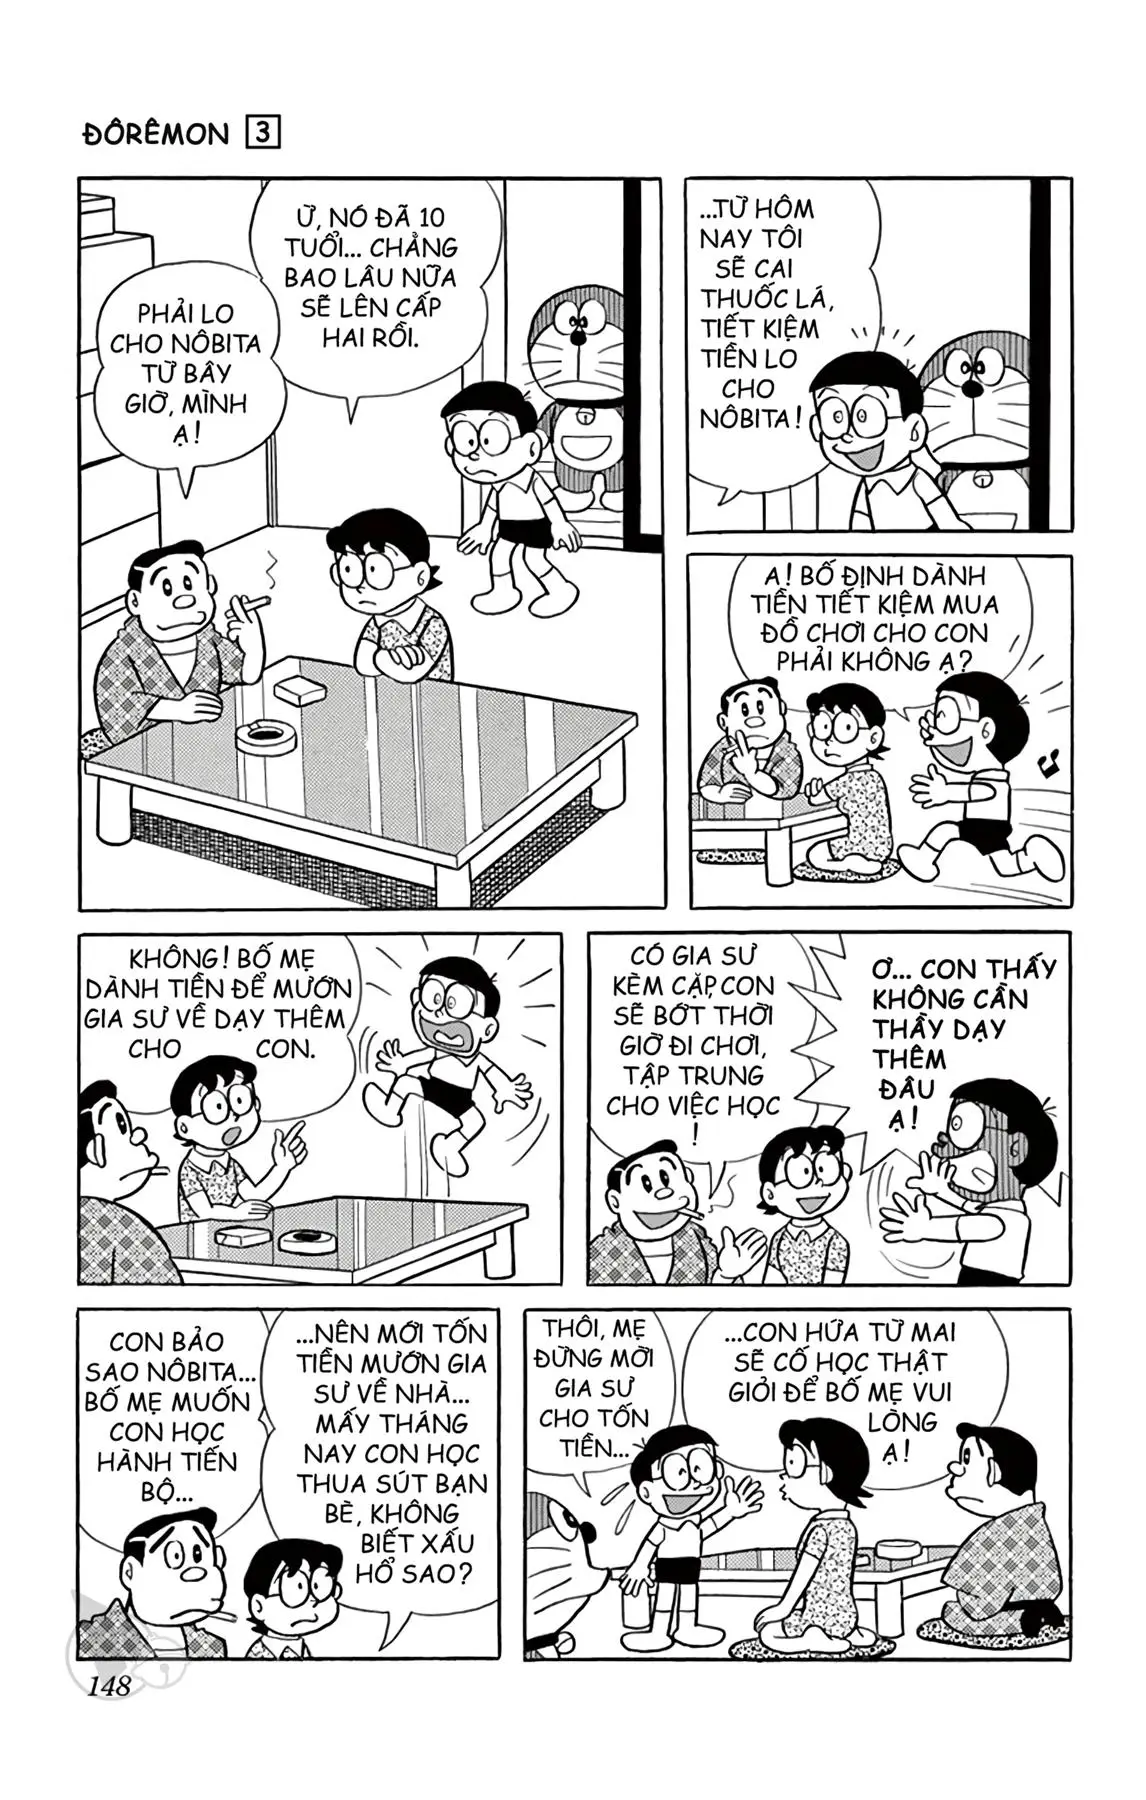 ĐÔRÊMON 3
Ừ, NÓ ĐÃ 10
TUỔI... CHẲNG
BAO LÂU NỮA
SẼ LÊN CẤP
HAI RỒI.
PHẢI LO
CHO NÔBITA
TỪ BÂY
GIỜ, MÌNH
Ạ!
...TỪ HÔM
NAY TÔI
SẼ CAI
THUỐC LÁ,
TIẾT KIỆM
TIỀN LO
CHO
NÔBITA!
A! BỐ ĐỊNH DÀNH
TIỀN TIẾT KIỆM MUA
ĐỒ CHƠI CHO CON
PHẢI KHÔNG Ạ?
KHÔNG! BỐ MẸ
DÀNH TIỀN ĐỂ MƯỚN
GIA SƯ VỀ DẠY THÊM
CHO CON.
CÓ GIA SƯ
KÈM CẶP, CON
SẼ BỚT THỜI
GIỜ ĐI CHƠI,
TẬP TRUNG
CHO VIỆC HỌC
!
Ơ... CON THẤY
KHÔNG CẦN
THẦY DẠY
THÊM
ĐÂU
Ạ!
CON BẢO
SAO NÔBITA...
BỐ MẸ MUỐN
CON HỌC
HÀNH TIẾN
BỘ...
...NÊN MỚI TỐN
TIỀN MƯỚN GIA
SƯ VỀ NHÀ...
MẤY THÁNG
NAY CON HỌC
THUA SÚT BẠN
BÈ, KHÔNG
BIẾT XẤU
HỔ SAO?
THÔI, MẸ
ĐỪNG MỜI
GIA SƯ
CHO TỐN
TIỀN...
...CON HỨA TỪ MAI
SẼ CỐ HỌC THẬT
GIỎI ĐỂ BỐ MẸ VUI
LÒNG
Ạ!
148